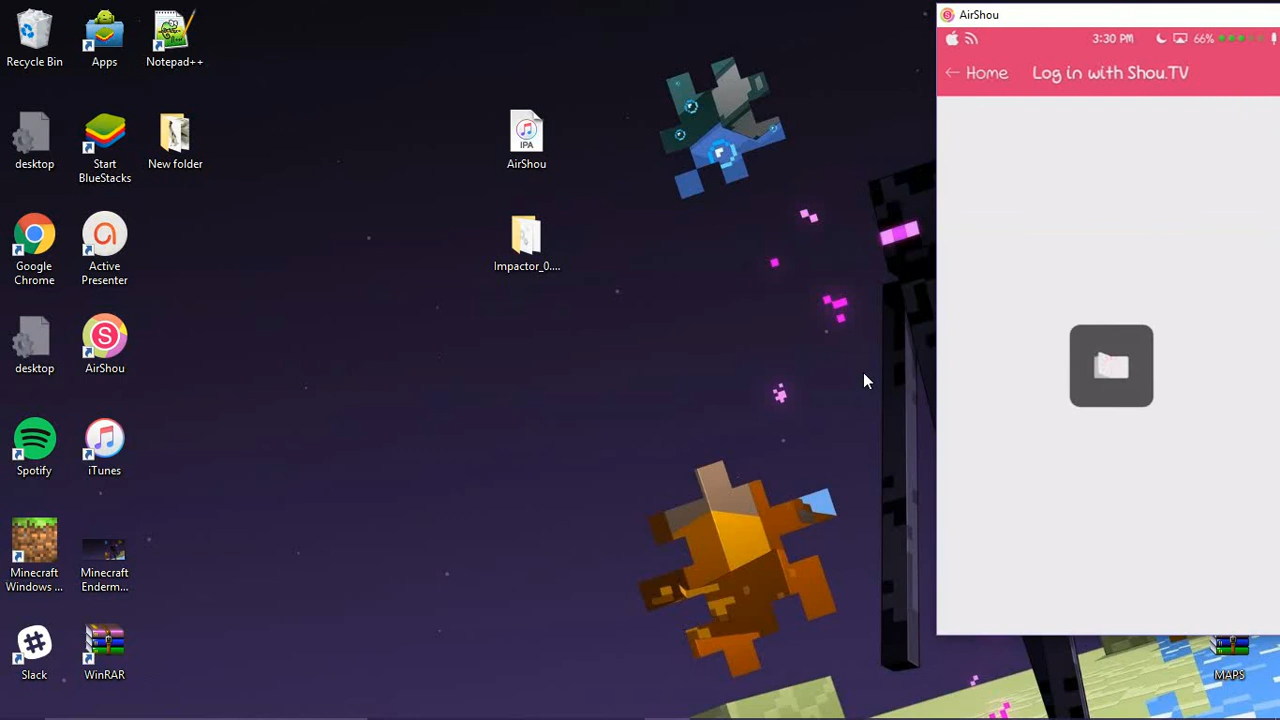 AirShou
3:30 PM
66%
Home
Log in with Shou.TV
Recycle Bin
Apps
Notepad++
desktop
Start
BlueStacks
New folder
IPA
AirShou
Google
Chrome
Active
Presenter
Impactor_0....
desktop
AirShou
Spotify
iTunes
Minecraft
Windows ...
Minecraft
Enderm...
Slack
WinRAR
MAPS